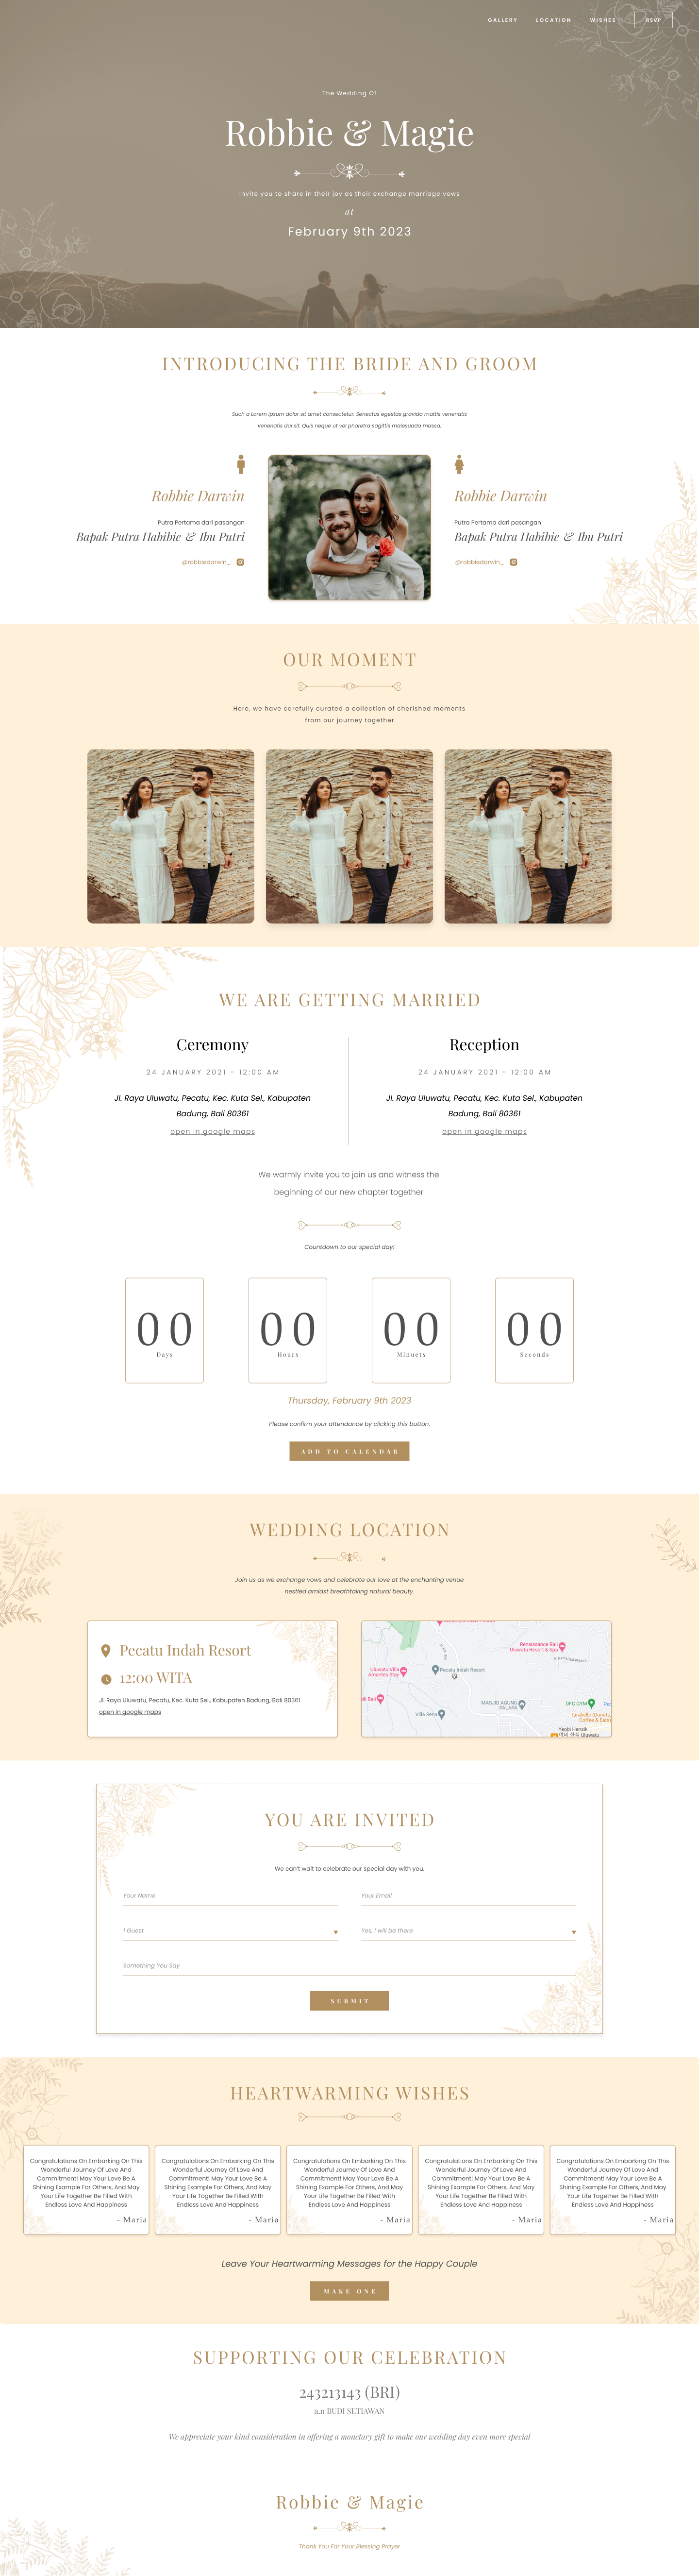 GALLERY LOCATION WISHES RSVP
The Wedding Of
Robbie & Magie
Invite you to share in their joy as their exchange marriage vows
at
February 9th 2023
INTRODUCING THE BRIDE AND GROOM
Such a Lorem ipsum dolor sit amet consectetur. Senectus egestas gravida mattis venenatis
venenatis dui sit. Quis neque ut vel pharetra sagittis malesuada massa.
Robbie Darwin
Putra Pertama dari pasangan
Bapak Putra Habibie & Ibu Putri
@robbiedarwin_
Robbie Darwin
Putra Pertama dari pasangan
Bapak Putra Habibie & Ibu Putri
@robbiedarwin_
OUR MOMENT
Here, we have carefully curated a collection of cherished moments
from our journey together
WE ARE GETTING MARRIED
Ceremony
24 JANUARY 2021 - 12:00 AM
Jl. Raya Uluwatu, Pecatu, Kec. Kuta Sel., Kabupaten
Badung, Bali 80361
open in google maps
Reception
24 JANUARY 2021 - 12:00 AM
Jl. Raya Uluwatu, Pecatu, Kec. Kuta Sel., Kabupaten
Badung, Bali 80361
open in google maps
We warmly invite you to join us and witness the
beginning of our new chapter together
Countdown to our special day!
00 00 00 00
Days Hours Minnets Seconds
Thursday, February 9th 2023
Please confirm your attendance by clicking this button.
ADD TO CALENDAR
WEDDING LOCATION
Join us as we exchange vows and celebrate our love at the enchanting venue
nestled amidst breathtaking natural beauty.
Pecatu Indah Resort
12:00 WITA
Jl. Raya Uluwatu, Pecatu, Kec. Kuta Sel., Kabupaten Badung, Bali 80361
open in google maps
Renaissance Bali
Uluwatu Resort & Spa
Uluwatu Villa
Ainantes Stay
Pecatu Indah Resort
Bali
MASJID AGUNG
PALAPA
DFC GYM
Villa Seria
Tarabelle (Donuts,
Coffee & Eats)
Yeobi Hansik
Uluwatu
YOU ARE INVITED
We can't wait to celebrate our special day with you.
Your Name
Your Email
1 Guest
Yes, I will be there
Something You Say
SUBMIT
HEARTWARMING WISHES
Congratulations On Embarking On This
Wonderful Journey Of Love And
Commitment! May Your Love Be A
Shining Example For Others, And May
Your Life Together Be Filled With
Endless Love And Happiness
- Maria
Congratulations On Embarking On This
Wonderful Journey Of Love And
Commitment! May Your Love Be A
Shining Example For Others, And May
Your Life Together Be Filled With
Endless Love And Happiness
- Maria
Congratulations On Embarking On This
Wonderful Journey Of Love And
Commitment! May Your Love Be A
Shining Example For Others, And May
Your Life Together Be Filled With
Endless Love And Happiness
- Maria
Congratulations On Embarking On This
Wonderful Journey Of Love And
Commitment! May Your Love Be A
Shining Example For Others, And May
Your Life Together Be Filled With
Endless Love And Happiness
- Maria
Congratulations On Embarking On This
Wonderful Journey Of Love And
Commitment! May Your Love Be A
Shining Example For Others, And May
Your Life Together Be Filled With
Endless Love And Happiness
- Maria
Leave Your Heartwarming Messages for the Happy Couple
MAKE ONE
SUPPORTING OUR CELEBRATION
243213143 (BRI)
a.n BUDI SETIAWAN
We appreciate your kind consideration in offering a monetary gift to make our wedding day even more special
Robbie & Magie
Thank You For Your Blessing Prayer